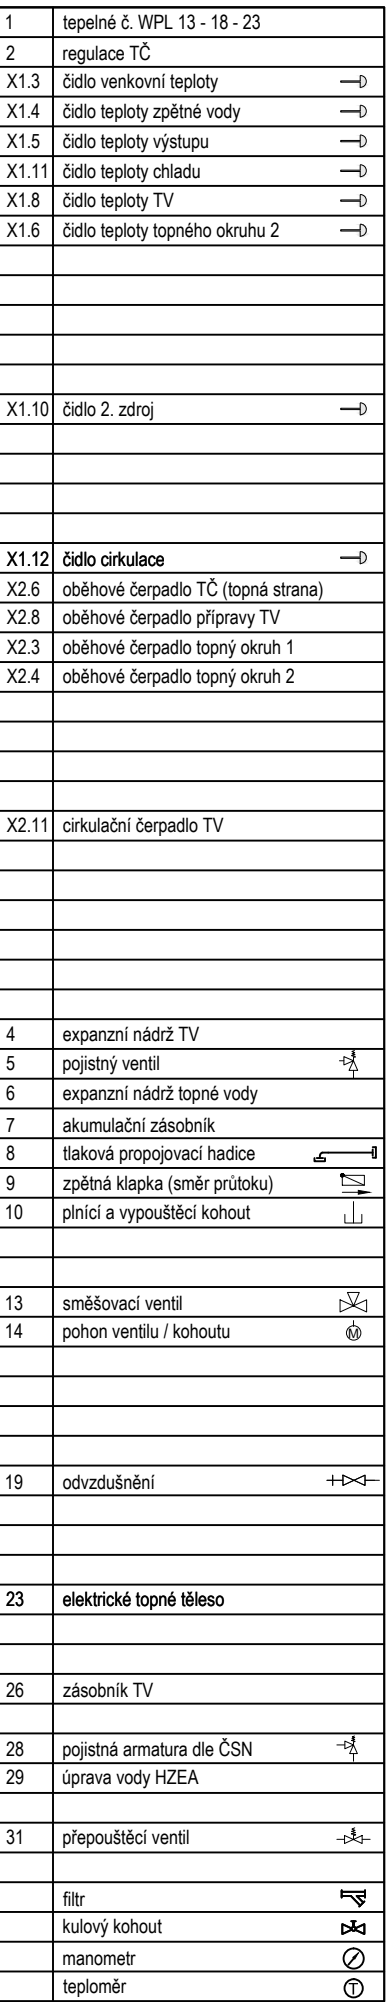 1 tepelné č. WPL 13 - 18 - 23
2 regulace TČ
X1.3 čidlo venkovní teploty
X1.4 čidlo teploty zpětné vody
X1.5 čidlo teploty výstupu
X1.11 čidlo teploty chladu
X1.8 čidlo teploty TV
X1.6 čidlo teploty topného okruhu 2
X1.10 čidlo 2. zdroj
X1.12 čidlo cirkulace
X2.6 oběhové čerpadlo TČ (topná strana)
X2.8 oběhové čerpadlo přípravy TV
X2.3 oběhové čerpadlo topný okruh 1
X2.4 oběhové čerpadlo topný okruh 2
X2.11 cirkulační čerpadlo TV
4 expanzní nádrž TV
5 pojistný ventil
6 expanzní nádrž topné vody
7 akumulační zásobník
8 tlaková propojovací hadice
9 zpětná klapka (směr průtoku)
10 plnící a vypouštěcí kohout
13 směšovací ventil
14 pohon ventilu / kohoutu M
19 odvzdušnění
23 elektrické topné těleso
26 zásobník TV
28 pojistná armatura dle ČSN
29 úprava vody HZEA
31 přepouštěcí ventil
filtr
kulový kohout
manometr
teploměr T